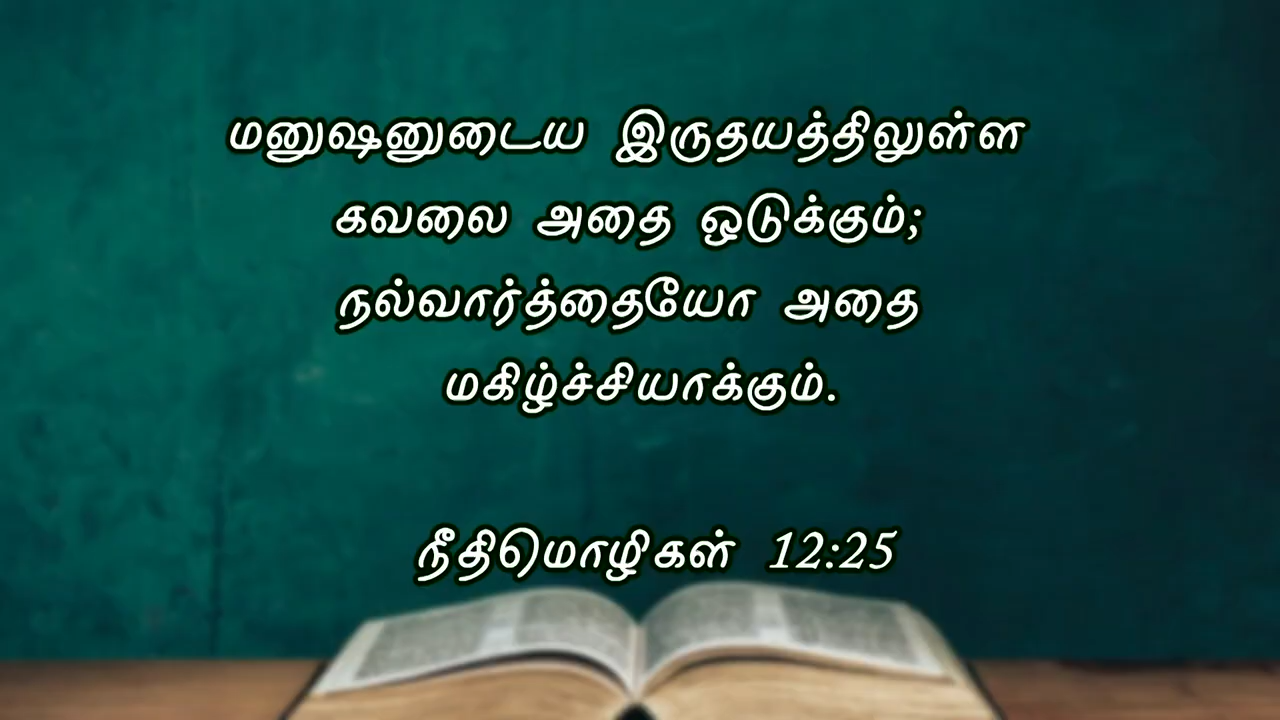 மனுஷனுடைய இருதயத்திலுள்ள
கவலை அதை ஒடுக்கும்;
நல்வார்த்தையோ அதை
மகிழ்ச்சியாக்கும்.
நீதிமொழிகள் 12:25